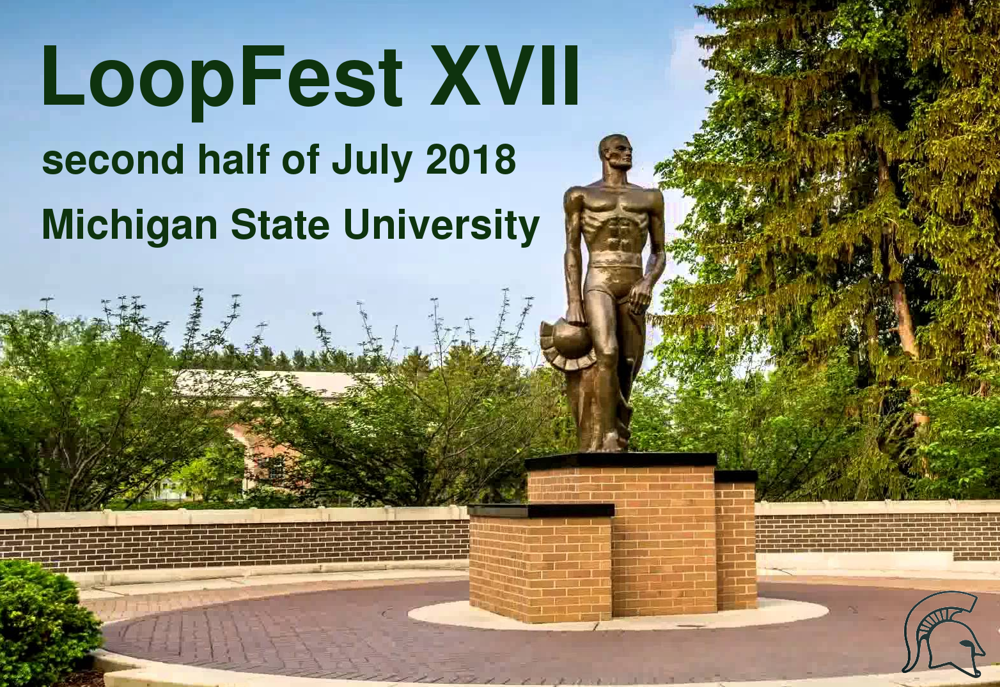 LoopFest XVII
second half of July 2018
Michigan State University